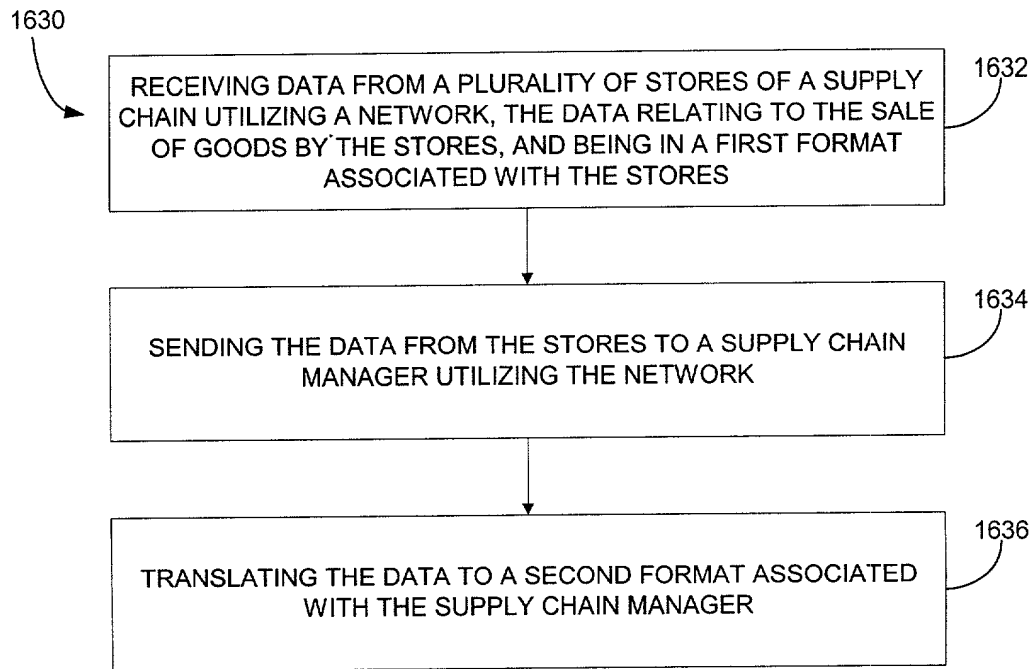 1630
RECEIVING DATA FROM A PLURALITY OF STORES OF A SUPPLY
CHAIN UTILIZING A NETWORK, THE DATA RELATING TO THE SALE
OF GOODS BY THE STORES, AND BEING IN A FIRST FORMAT
ASSOCIATED WITH THE STORES
1632
SENDING THE DATA FROM THE STORES TO A SUPPLY CHAIN
MANAGER UTILIZING THE NETWORK
1634
TRANSLATING THE DATA TO A SECOND FORMAT ASSOCIATED
WITH THE SUPPLY CHAIN MANAGER
1636